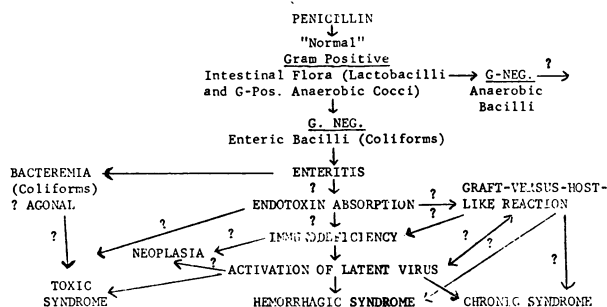 PENICILLIN
"Normal"
Gram Positive
Intestinal Flora (Lactobacilli
and G-Pos. Anaerobic Cocci)
G-NEG. ?
Anaerobic
Bacilli
G. NEG.
Enteric Bacilli (Coliforms)
BACTEREMIA
(Coliforms)
? AGONAL
ENTERITIS
?
ENDOTOXIN ABSORPTION
?
?
GRAFT-VERSUS-HOST-
LIKE REACTION
?
?
?
IMMUNODEFICIENCY
?
?
?
?
NEOPLASIA
?
ACTIVATION OF LATENT VIRUS
?
TOXIC
SYNDROME
HEMORRHAGIC SYNDROME
CHRONIC SYNDROME